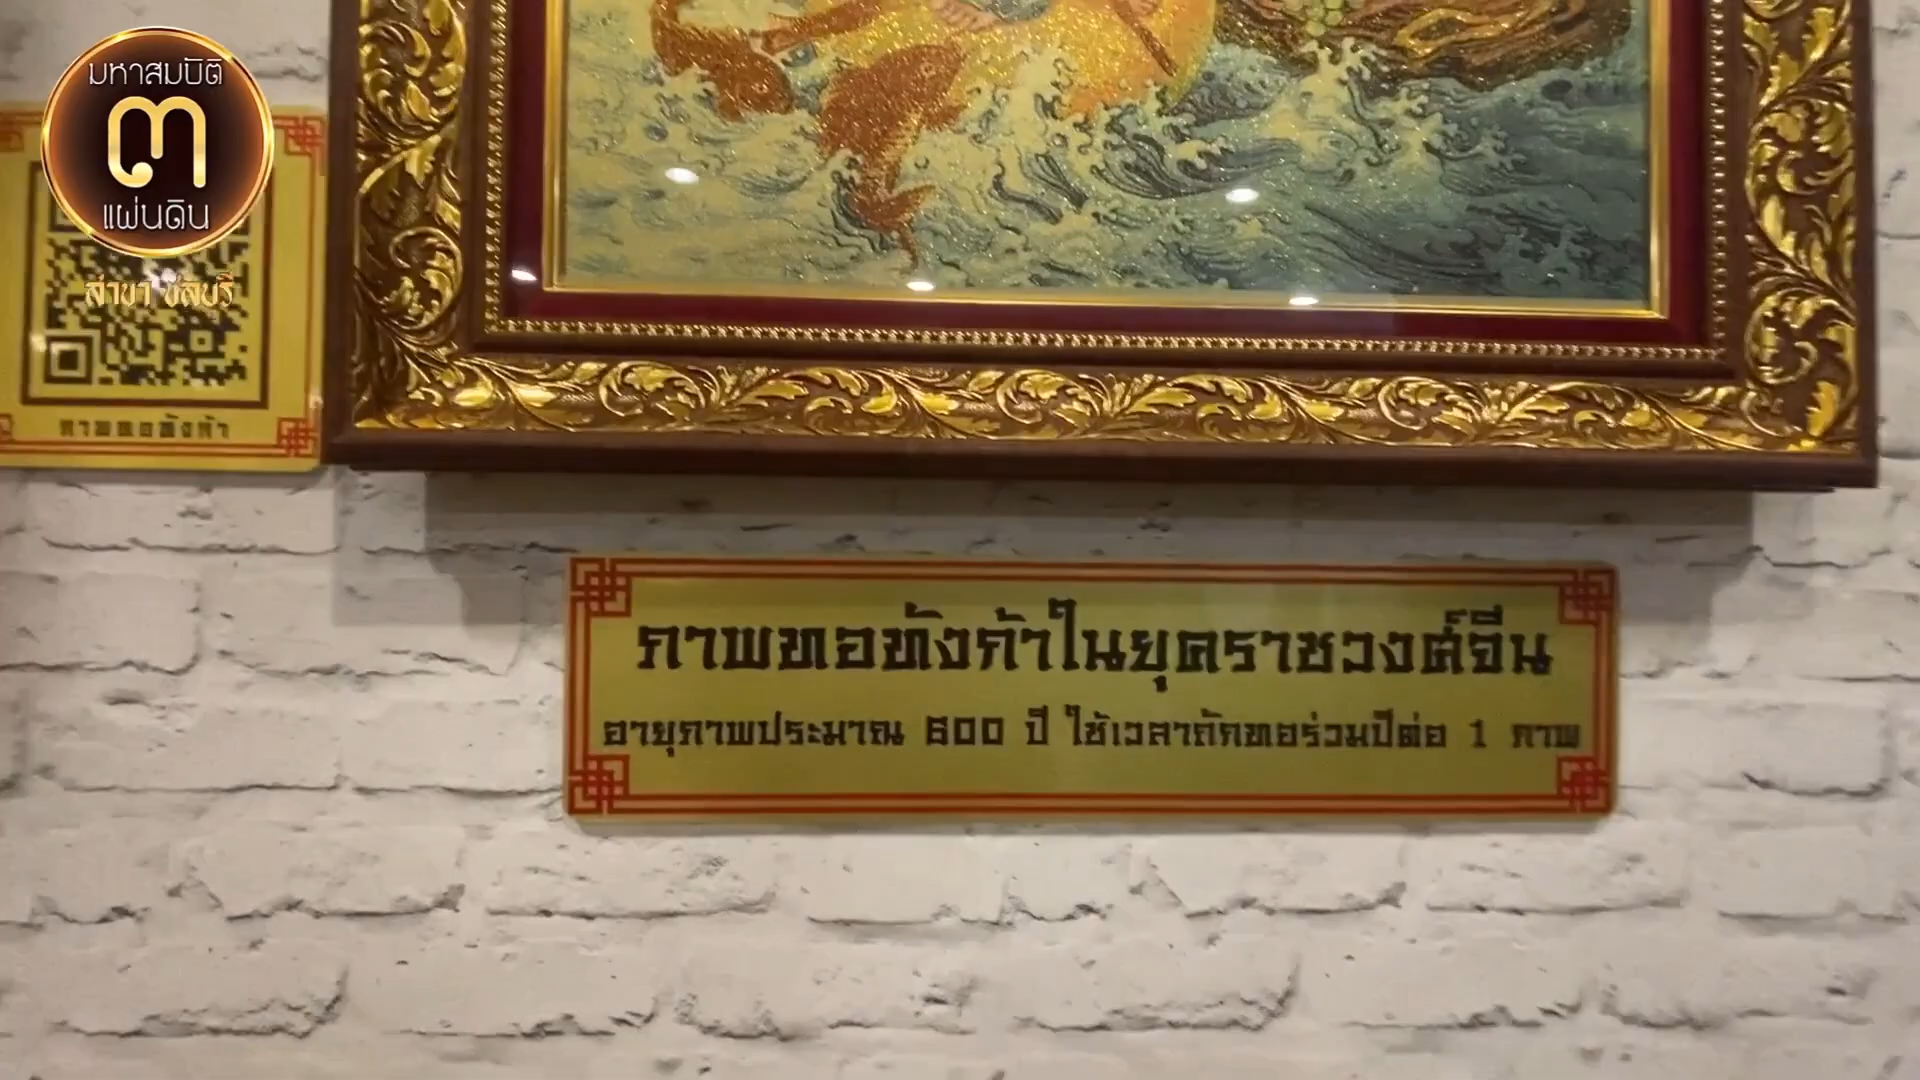 มหาสมบัติ
๓
แผ่นดิน
สาขา ชลบุรี
ภาพทอทังก้า
ภาพทอทังก้าในยุคราชวงศ์จีน
อายุภาพประมาณ 600 ปี ใช้เวลาถักทอร่วมปีต่อ 1 ภาพ